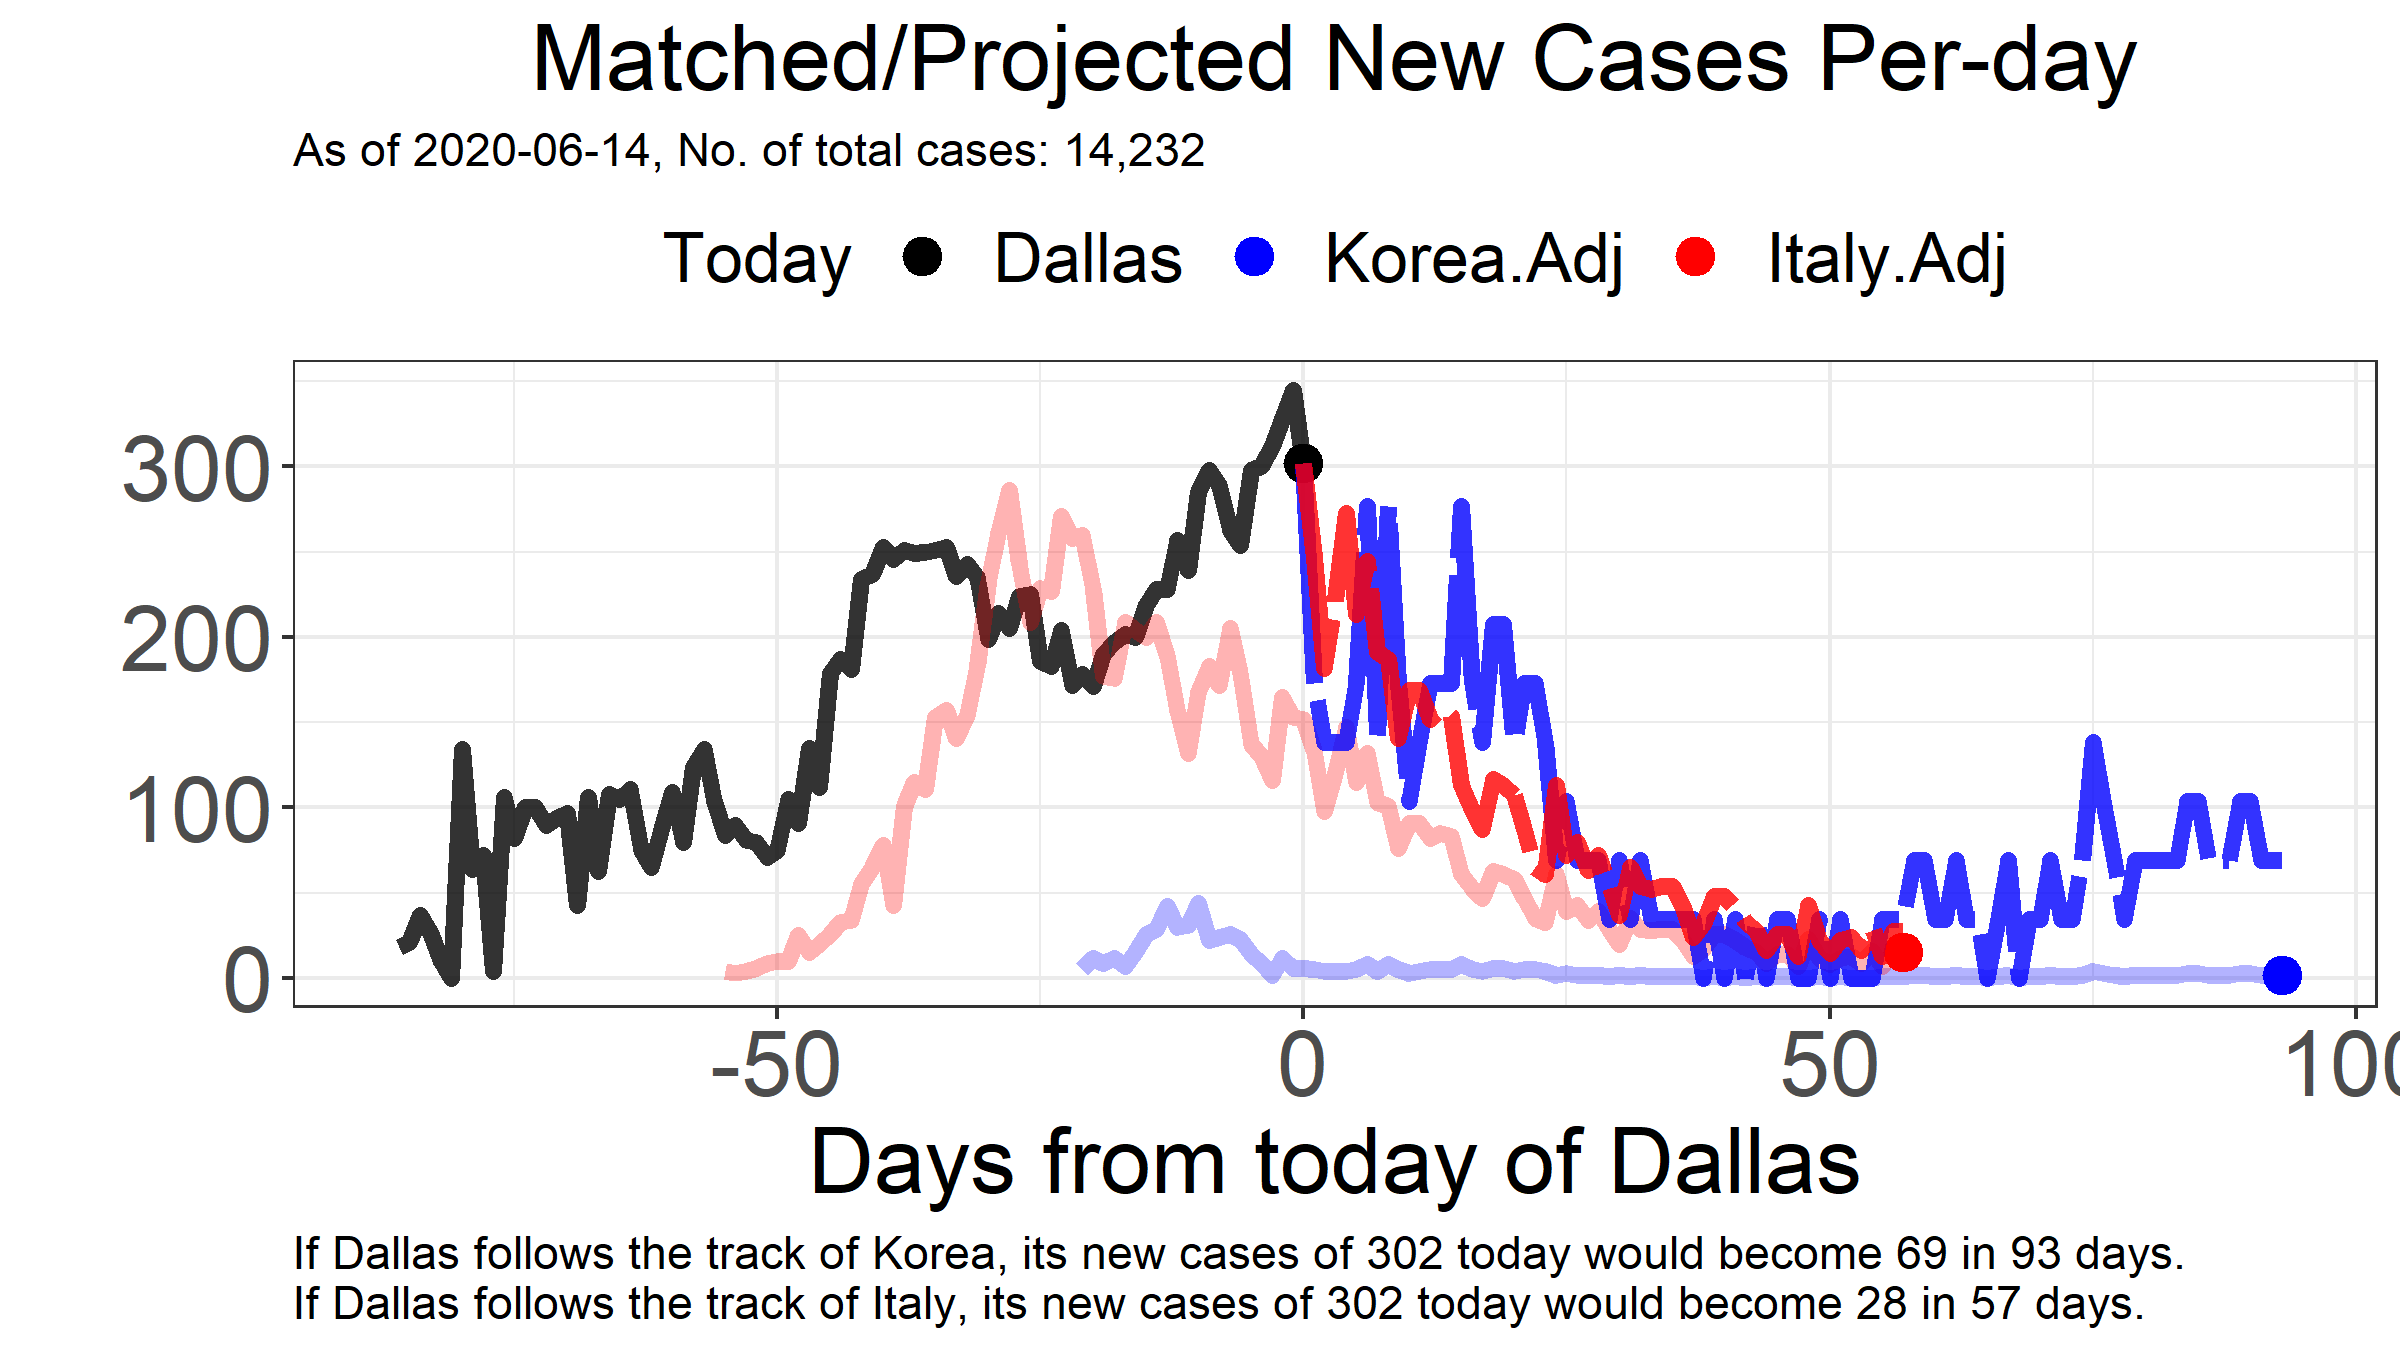 Matched/Projected New Cases Per-day
As of 2020-06-14, No. of total cases: 14,232
Today Dallas Korea.Adj Italy.Adj
300
200
100
0
-50 0 50 100
Days from today of Dallas
If Dallas follows the track of Korea, its new cases of 302 today would become 69 in 93 days.
If Dallas follows the track of Italy, its new cases of 302 today would become 28 in 57 days.